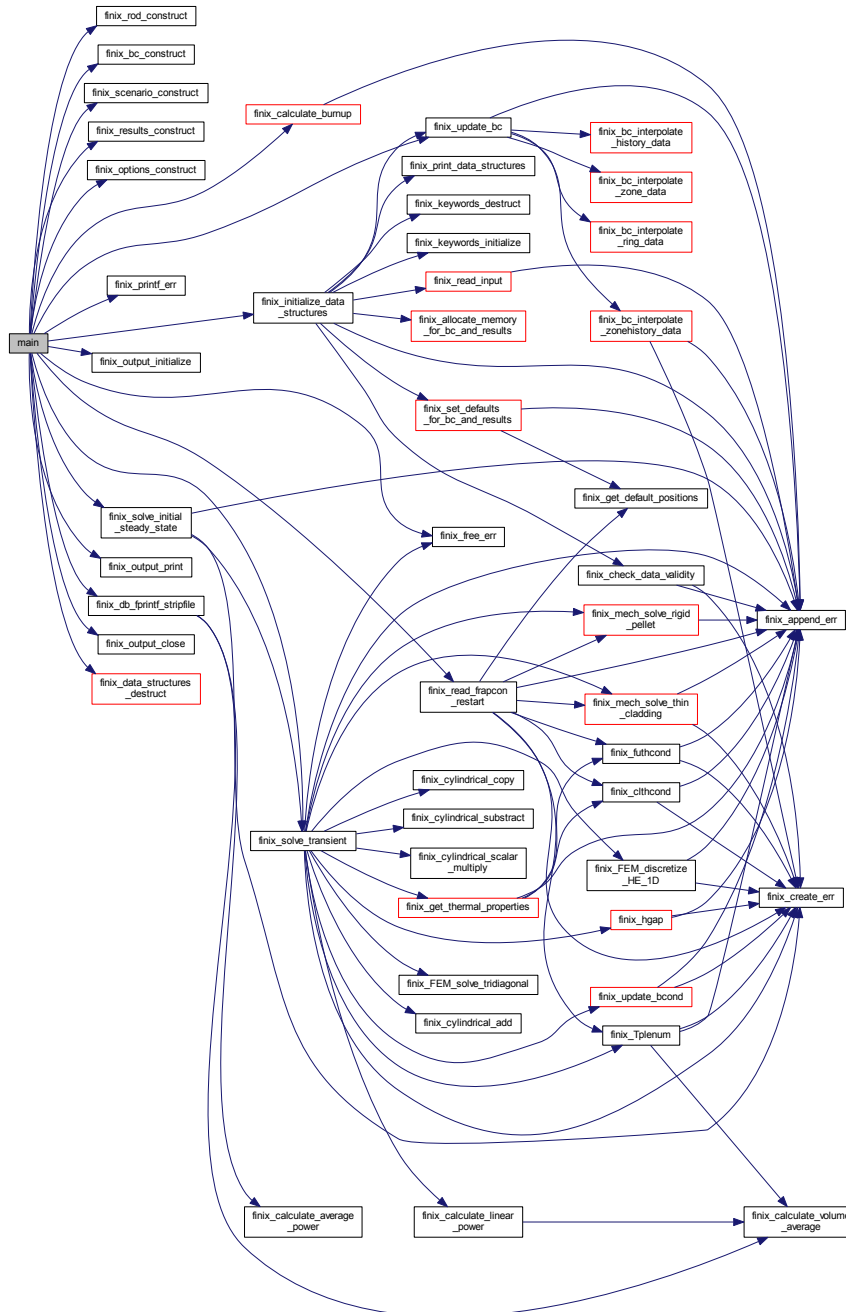 finix_rod_construct
finix_bc_construct
finix_scenario_construct
finix_results_construct
finix_options_construct
finix_calculate_burnup
finix_update_bc
finix_bc_interpolate
_history_data
finix_print_data_structures
finix_bc_interpolate
_zone_data
finix_keywords_destruct
finix_bc_interpolate
_ring_data
finix_keywords_initialize
finix_read_input
finix_printf_err
finix_initialize_data
_structures
finix_allocate_memory
_for_bc_and_results
finix_bc_interpolate
_zonehistory_data
main
finix_output_initialize
finix_set_defaults
_for_bc_and_results
finix_get_default_positions
finix_solve_initial
_steady_state
finix_free_err
finix_output_print
finix_check_data_validity
finix_db_fprintf_stripfile
finix_mech_solve_rigid
_pellet
finix_append_err
finix_output_close
finix_data_structures
_destruct
finix_read_frapcon
_restart
finix_mech_solve_thin
_cladding
finix_futhcond
finix_cylindrical_copy
finix_clthcond
finix_cylindrical_substract
finix_solve_transient
finix_cylindrical_scalar
_multiply
finix_FEM_discretize
_HE_1D
finix_get_thermal_properties
finix_create_err
finix_hgap
finix_FEM_solve_tridiagonal
finix_update_bcond
finix_cylindrical_add
finix_Tplenum
finix_calculate_average
_power
finix_calculate_linear
_power
finix_calculate_volume
_average